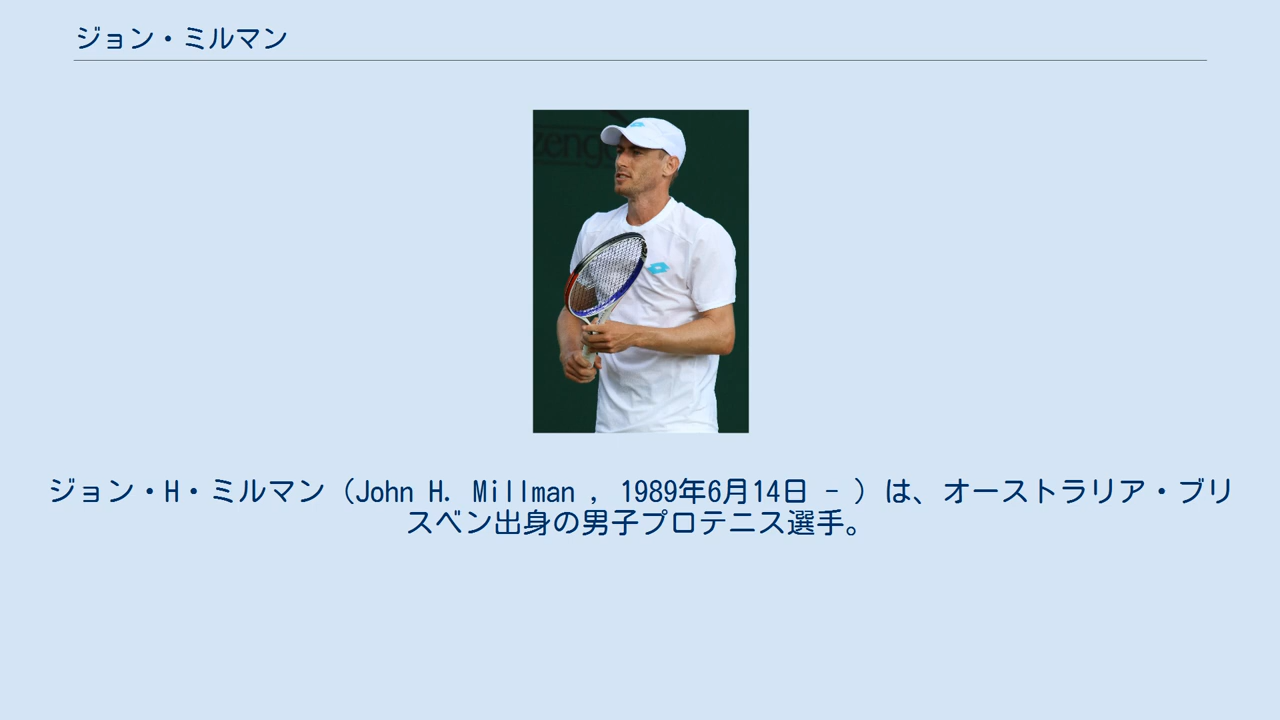 ジョン・ミルマン
zenge
ジョン・H・ミルマン（John H. Millman , 1989年6月14日 - ）は、オーストラリア・ブリ
スベン出身の男子プロテニス選手。